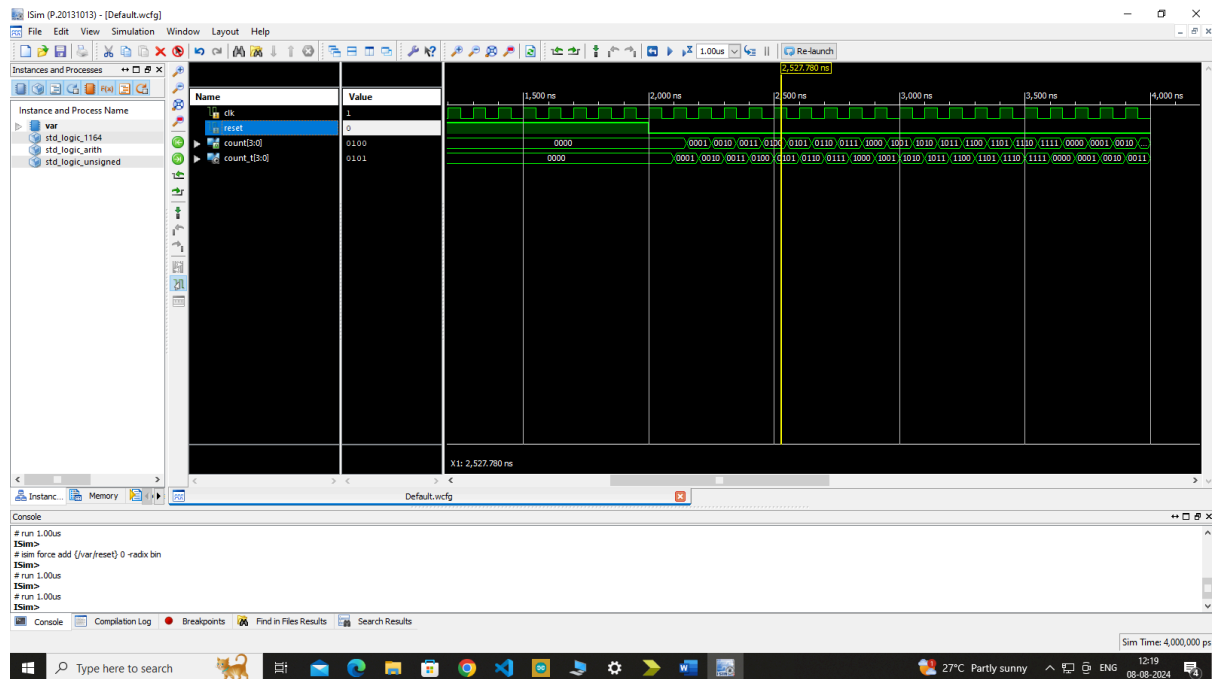 ISim (P.20131013) - [Default.wcfg]
File Edit View Simulation Window Layout Help
1.00us Re-launch
Instances and Processes
Instance and Process Name
var
std_logic_1164
std_logic_arith
std_logic_unsigned
Name Value
clk 1
reset 0
count[3:0] 0100
count_t[3:0] 0101
2,527.780 ns
1,500 ns 2,000 ns 2,500 ns 3,000 ns 3,500 ns 4,000 ns
0000 0001 0010 0011 0100 0101 0110 0111 1000 1001 1010 1011 1100 1101 1110 1111 0000 0001 0010 ...
0000 0001 0010 0011 0100 0101 0110 0111 1000 1001 1010 1011 1100 1101 1110 1111 0000 0001 0010 0011
X1: 2,527.780 ns
Instanc... Memory
Default.wcfg
Console
# run 1.00us
ISim>
# isim force add {/var/reset} 0 -radix bin
ISim>
# run 1.00us
ISim>
# run 1.00us
ISim>
Console Compilation Log Breakpoints Find in Files Results Search Results
Sim Time: 4,000,000 ps
Type here to search
27°C Partly sunny ENG 12:19
08-08-2024